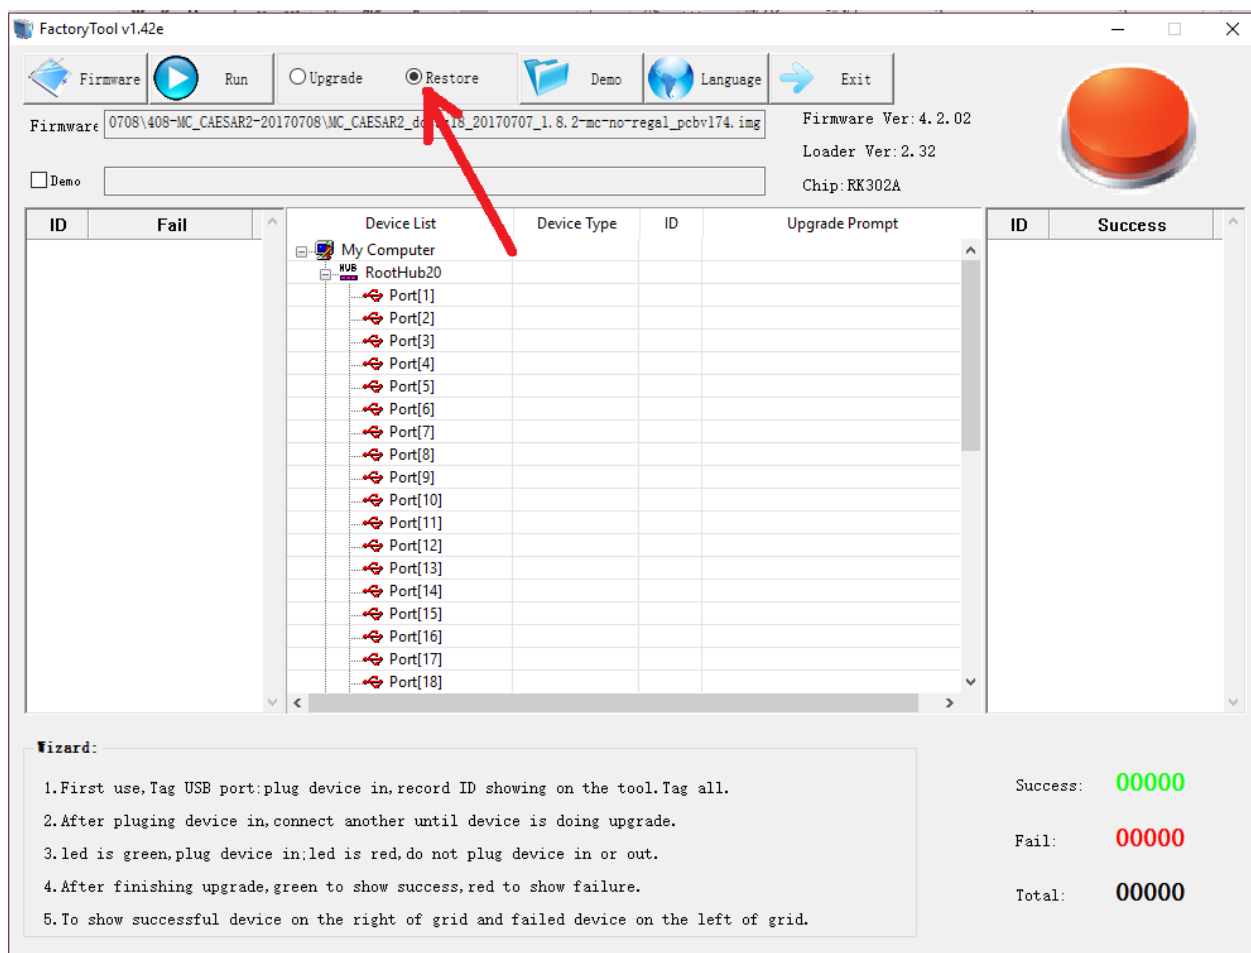 FactoryTool v1.42e
Firmware Run Upgrade Restore Demo Language Exit
Firmware 0708\408-MC_CAESAR2-20170708\MC_CAESAR2_d 18_20170707_1.8.2-mc-no-regal_pcbv174.img
Firmware Ver:4.2.02
Loader Ver:2.32
Demo
Chip:RK302A
ID Fail
Device List Device Type ID Upgrade Prompt
ID Success
My Computer
HUB RootHub20
Port[1]
Port[2]
Port[3]
Port[4]
Port[5]
Port[6]
Port[7]
Port[8]
Port[9]
Port[10]
Port[11]
Port[12]
Port[13]
Port[14]
Port[15]
Port[16]
Port[17]
Port[18]
Wizard:
1.First use,Tag USB port:plug device in,record ID showing on the tool.Tag all.
2.After pluging device in,connect another until device is doing upgrade.
3.led is green,plug device in;led is red,do not plug device in or out.
4.After finishing upgrade,green to show success,red to show failure.
5.To show successful device on the right of grid and failed device on the left of grid.
Success: 00000
Fail: 00000
Total: 00000